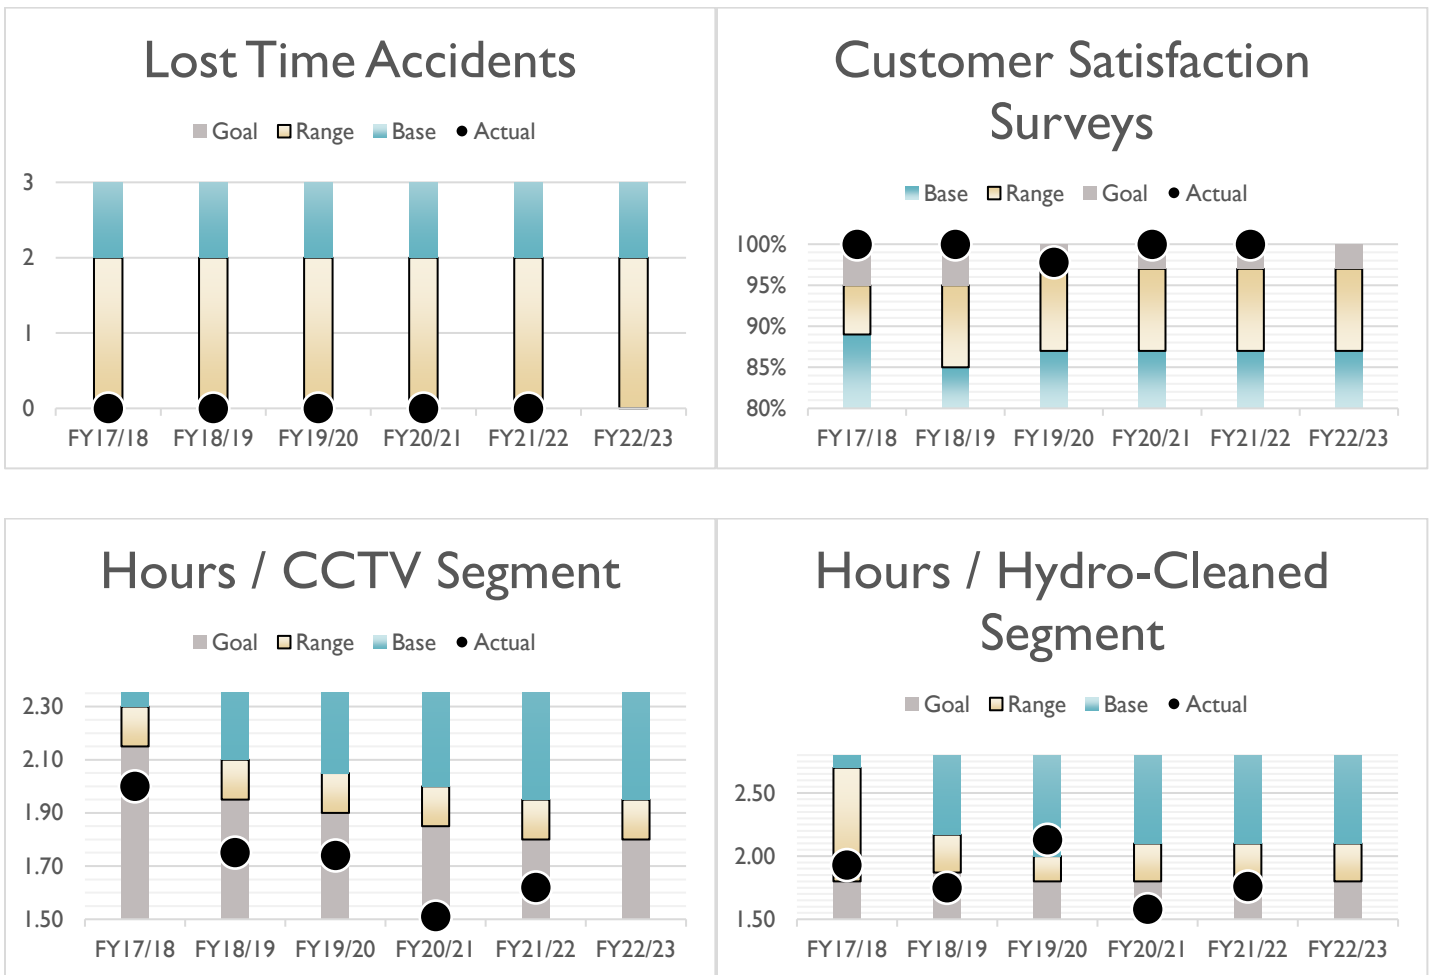 Lost Time Accidents
Goal Range Base Actual
3
2
1
0
FY17/18 FY18/19 FY19/20 FY20/21 FY21/22 FY22/23
Customer Satisfaction
Surveys
Base Range Goal Actual
100%
95%
90%
85%
80%
FY17/18 FY18/19 FY19/20 FY20/21 FY21/22 FY22/23
Hours / CCTV Segment
Goal Range Base Actual
2.30
2.10
1.90
1.70
1.50
FY17/18 FY18/19 FY19/20 FY20/21 FY21/22 FY22/23
Hours / Hydro-Cleaned
Segment
Goal Range Base Actual
2.50
2.00
1.50
FY17/18 FY18/19 FY19/20 FY20/21 FY21/22 FY22/23